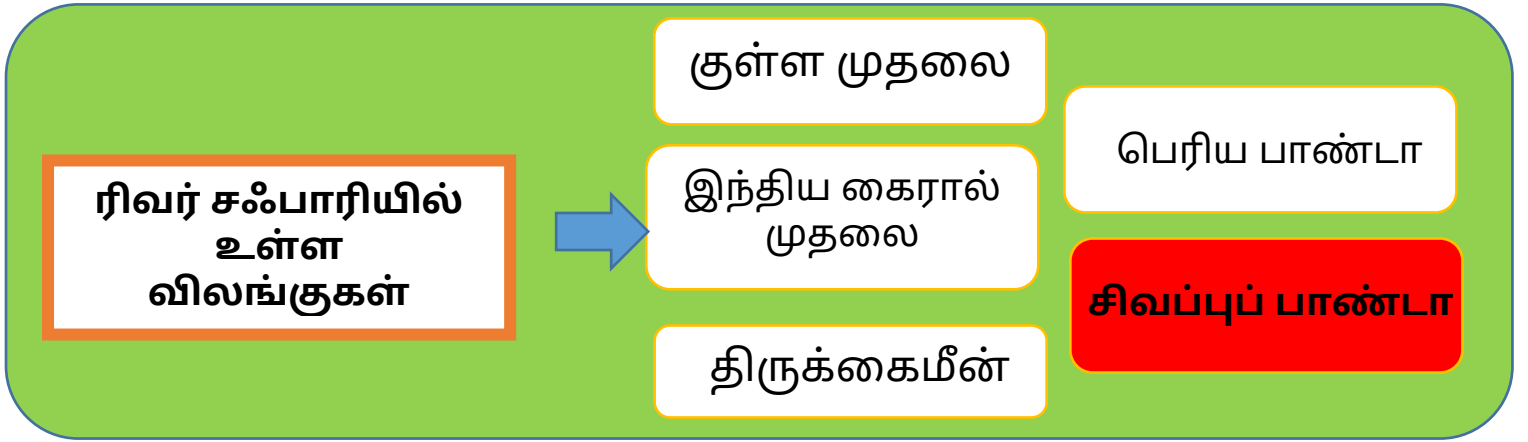 ரிவர் சஃபாரியில்
உள்ள
விலங்குகள்
குள்ள முதலை
இந்திய கைரால்
முதலை
திருக்கைமீன்
பெரிய பாண்டா
சிவப்புப் பாண்டா